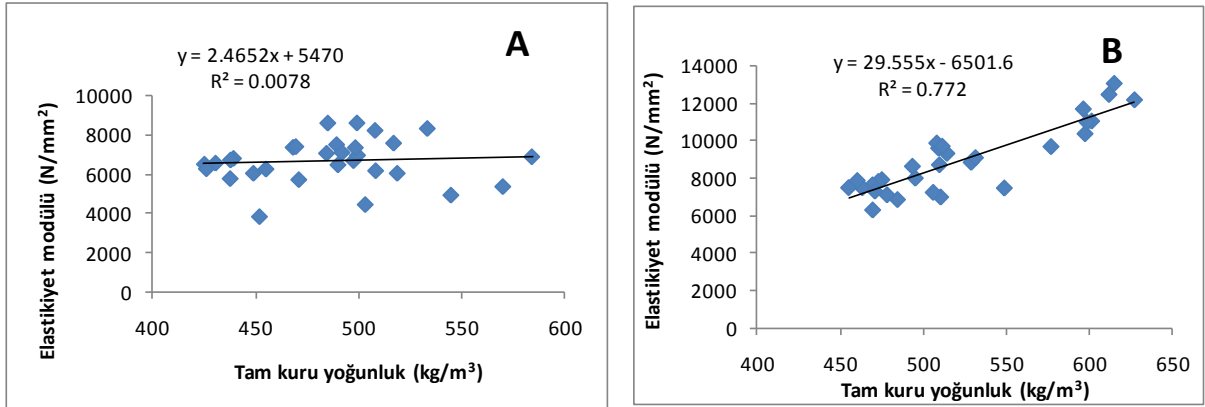 A
y = 2.4652x + 5470
R² = 0.0078
Elastikiyet modülü (N/mm²)
10000
8000
6000
4000
2000
0
400 450 500 550 600
Tam kuru yoğunluk (kg/m³)
B
y = 29.555x - 6501.6
R² = 0.772
Elastikiyet modülü (N/mm²)
14000
12000
10000
8000
6000
4000
2000
0
400 450 500 550 600 650
Tam kuru yoğunluk (kg/m³)